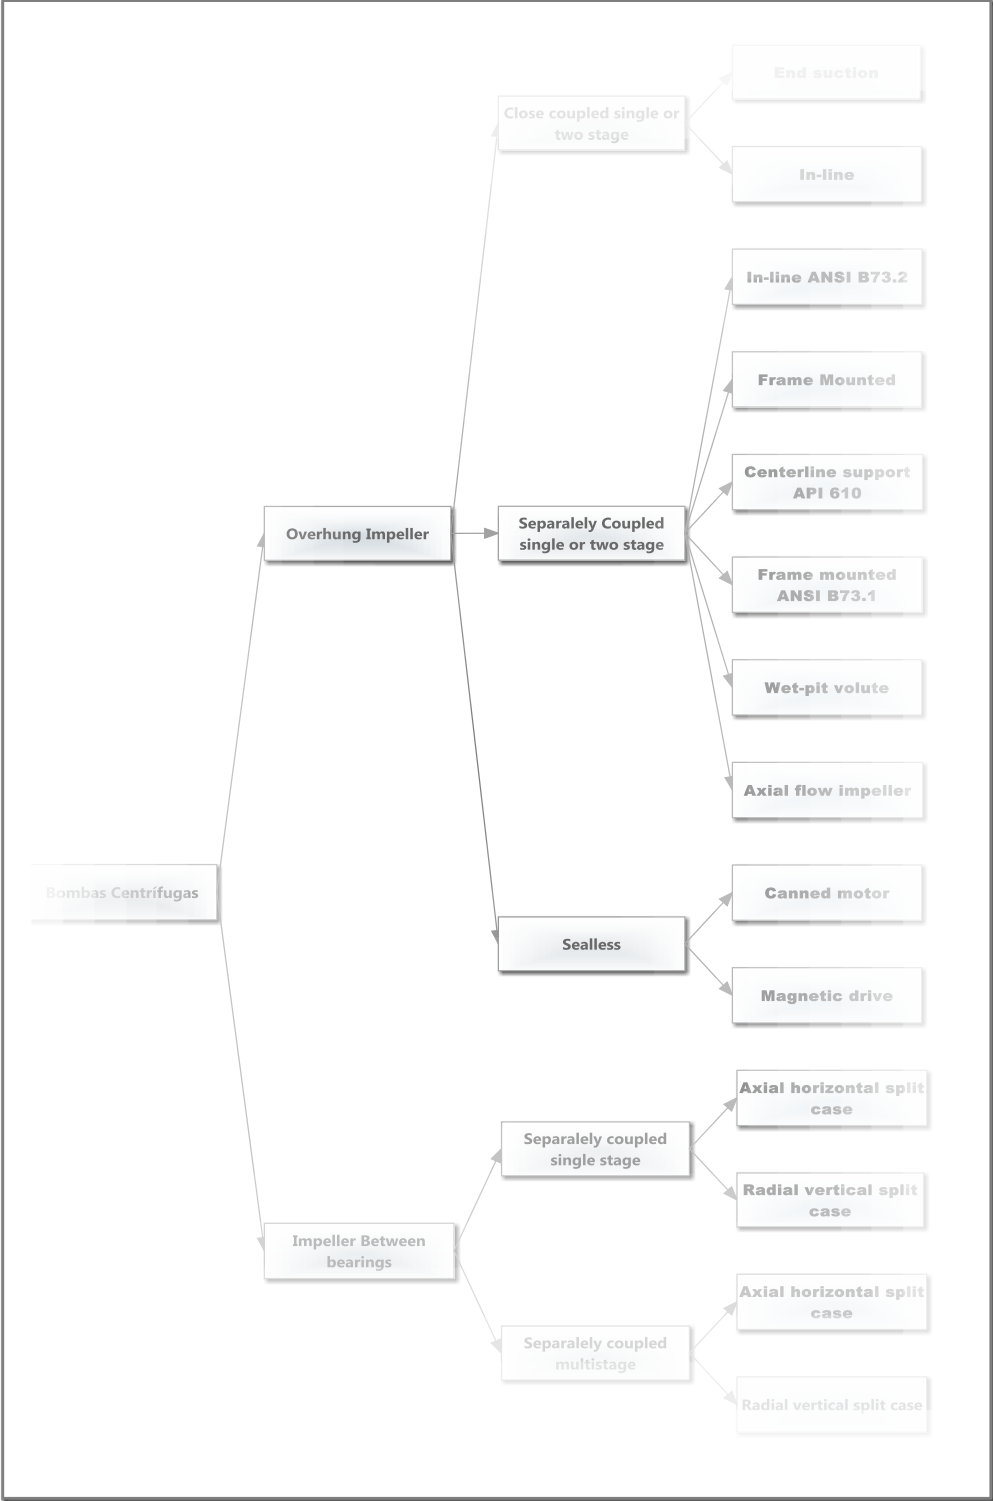 End suction
Close coupled single or
two stage
In-line
In-line ANSI B73.2
Frame Mounted
Centerline support
API 610
Overhung Impeller
Separalely Coupled
single or two stage
Frame mounted
ANSI B73.1
Wet-pit volute
Axial flow impeller
Bombas Centrífugas
Canned motor
Sealless
Magnetic drive
Axial horizontal split
case
Separalely coupled
single stage
Radial vertical split
case
Impeller Between
bearings
Axial horizontal split
case
Separalely coupled
multistage
Radial vertical split case